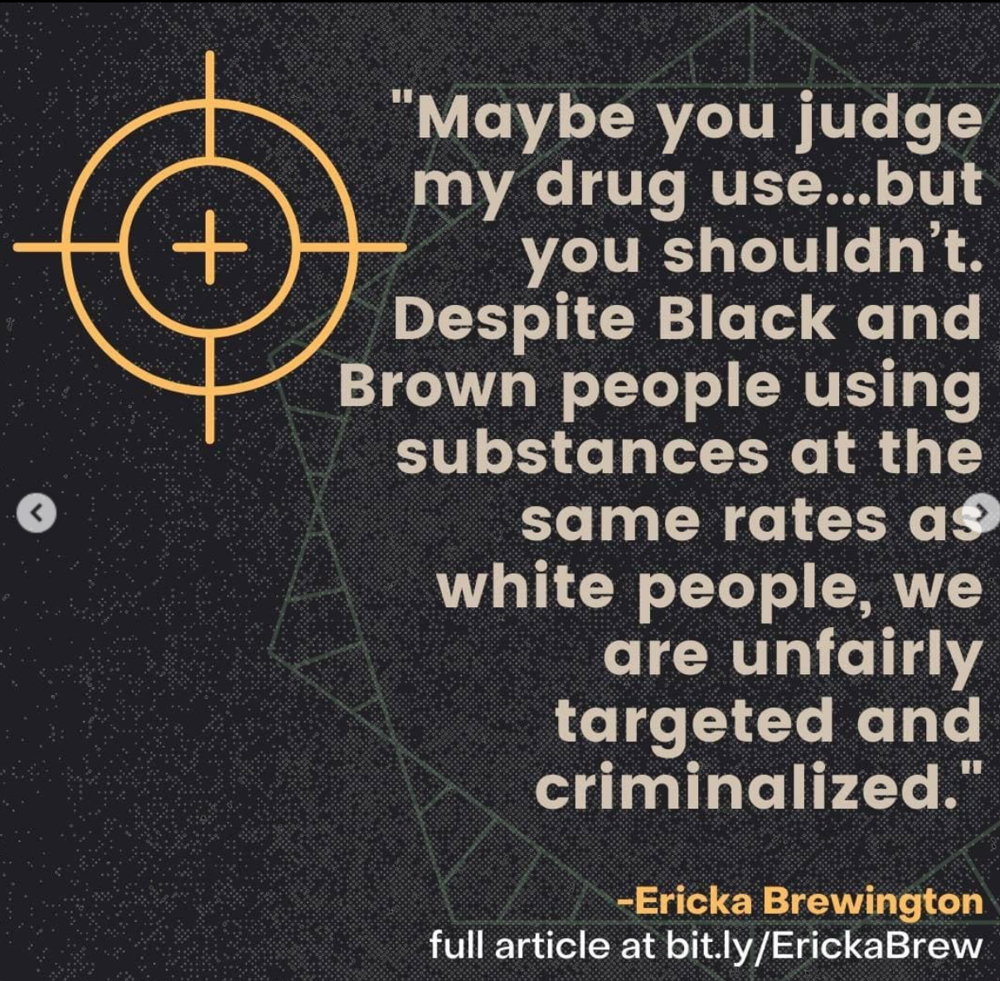 "Maybe you judge
my drug use...but
you shouldn't.
Despite Black and
Brown people using
substances at the
same rates as
white people, we
are unfairly
targeted and
criminalized."
-Ericka Brewington
full article at bit.ly/ErickaBrew